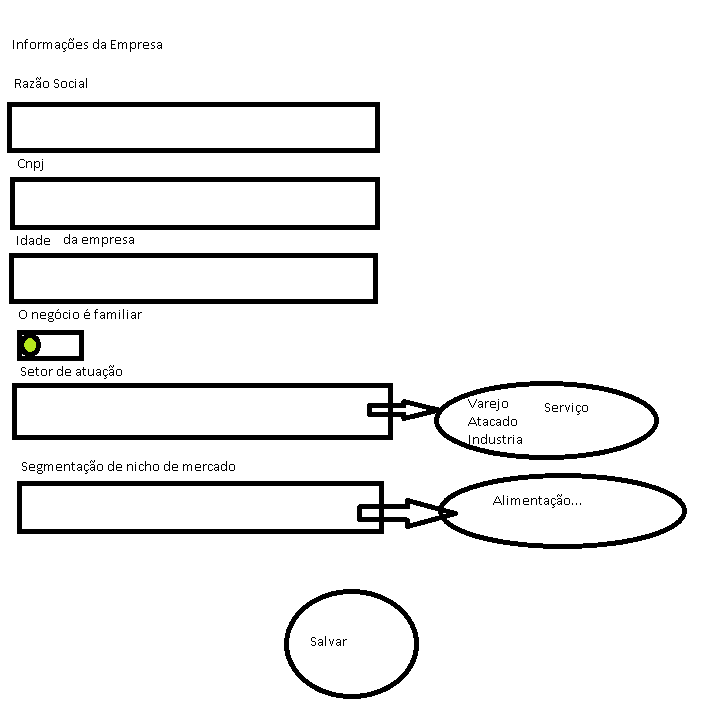 Informações da Empresa
Razão Social
Cnpj
Idade da empresa
O negócio é familiar
Setor de atuação
Varejo
Serviço
Atacado
Industria
Segmentação de nicho de mercado
Alimentação...
Salvar